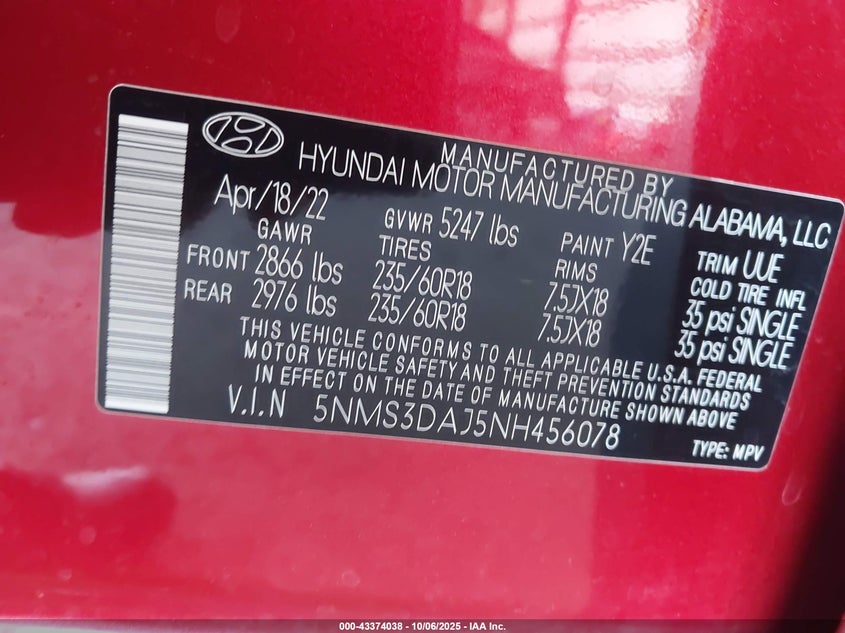 MANUFACTURED BY
HYUNDAI MOTOR MANUFACTURING ALABAMA, LLC
Apr/18/22 GVWR 5247 lbs PAINT Y2E TRIM UUE
GAWR TIRES RIMS COLD TIRE INFL
FRONT 2866 lbs 235/60R18 7.5JX18 35 psi SINGLE
REAR 2976 lbs 235/60R18 7.5JX18 35 psi SINGLE
THIS VEHICLE CONFORMS TO ALL APPLICABLE U.S.A. FEDERAL
MOTOR VEHICLE SAFETY AND THEFT PREVENTION STANDARDS
IN EFFECT ON THE DATE OF MANUFACTURE SHOWN ABOVE
V.I.N 5NMS3DAJ5NH456078 TYPE: MPV
000-43374038 - 10/06/2025 - IAA Inc.